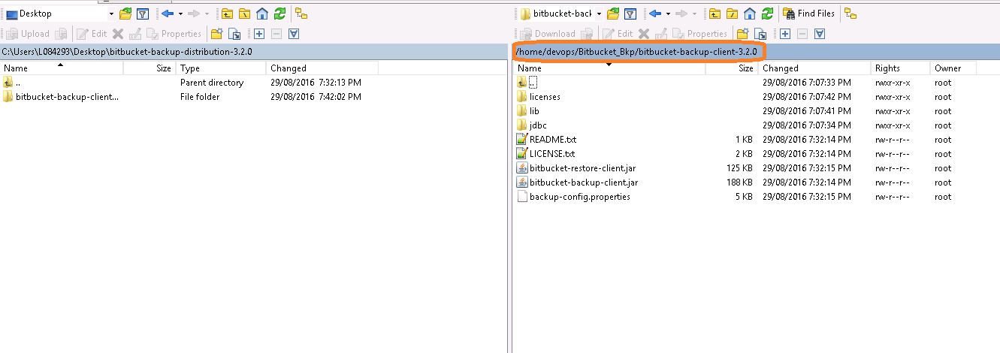 Desktop
Upload Edit Properties
C:\Users\L084293\Desktop\bitbucket-backup-distribution-3.2.0
Name Size Type Changed
.. Parent directory 29/08/2016 7:32:13 PM
bitbucket-backup-client... File folder 29/08/2016 7:42:02 PM
bitbucket-back Find Files
Download Edit Properties
/home/devops/Bitbucket_Bkp/bitbucket-backup-client-3.2.0
Name Size Changed Rights Owner
.. 29/08/2016 7:07:33 PM rwxr-xr-x root
licenses 29/08/2016 7:07:42 PM rwxr-xr-x root
lib 29/08/2016 7:07:41 PM rwxr-xr-x root
jdbc 29/08/2016 7:07:34 PM rwxr-xr-x root
README.txt 1 KB 29/08/2016 7:32:14 PM rw-r--r-- root
LICENSE.txt 2 KB 29/08/2016 7:32:14 PM rw-r--r-- root
bitbucket-restore-client.jar 125 KB 29/08/2016 7:32:15 PM rw-r--r-- root
bitbucket-backup-client.jar 188 KB 29/08/2016 7:32:14 PM rw-r--r-- root
backup-config.properties 5 KB 29/08/2016 7:32:15 PM rw-r--r-- root